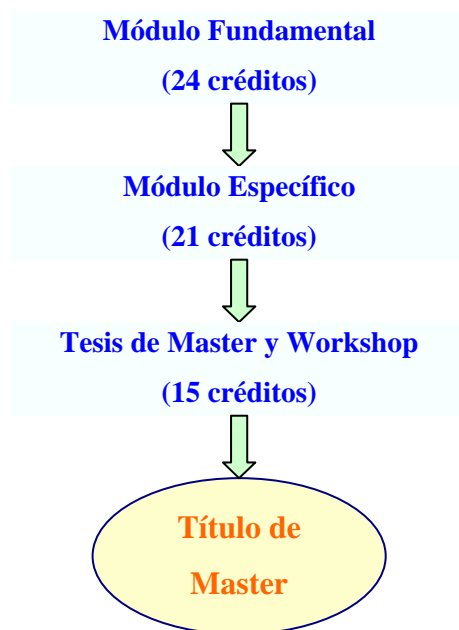 Módulo Fundamental
(24 créditos)
Módulo Específico
(21 créditos)
Tesis de Master y Workshop
(15 créditos)
Título de
Master